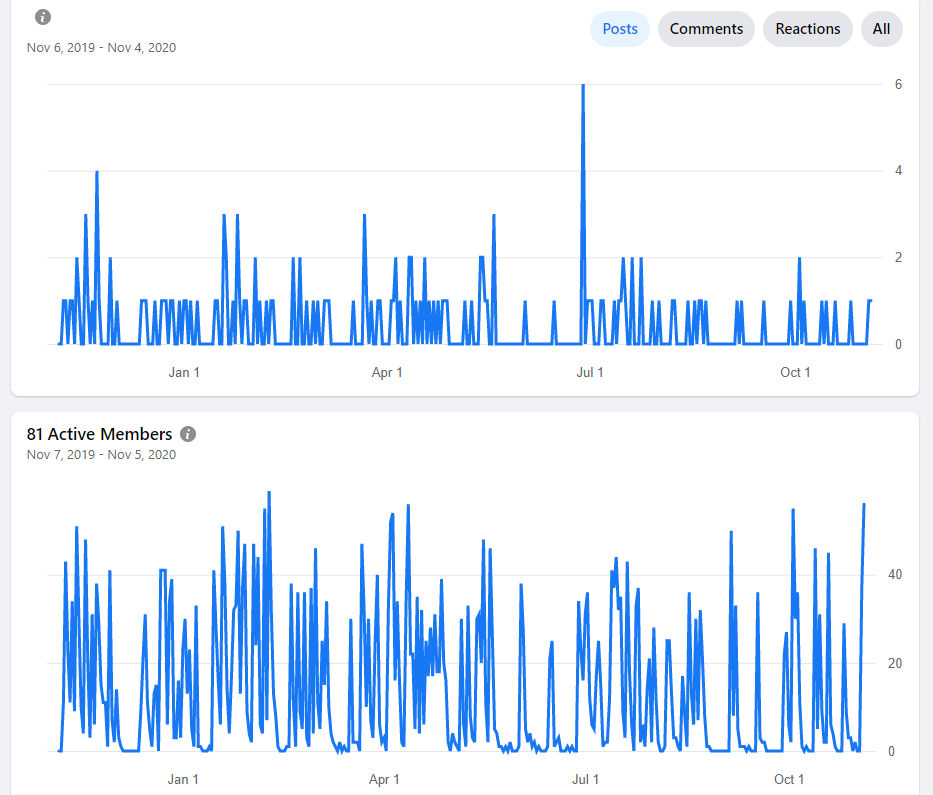 Posts Comments Reactions All
Nov 6, 2019 - Nov 4, 2020
6
4
2
0
Jan 1 Apr 1 Jul 1 Oct 1
81 Active Members
Nov 7, 2019 - Nov 5, 2020
40
20
0
Jan 1 Apr 1 Jul 1 Oct 1